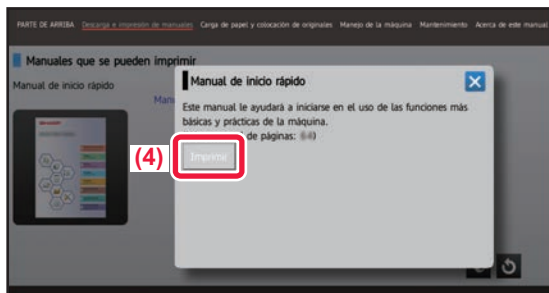 PARTE DE ARRIBA Descarga e impresión de manuales Carga de papel y colocación de originales Manejo de la máquina Mantenimiento Acerca de este manual
Manuales que se pueden imprimir
Manual de inicio rápido
Manual de inicio rápido
Este manual le ayudará a iniciarse en el uso de las funciones más
básicas y prácticas de la máquina.
de páginas:
(4)
Imprimir